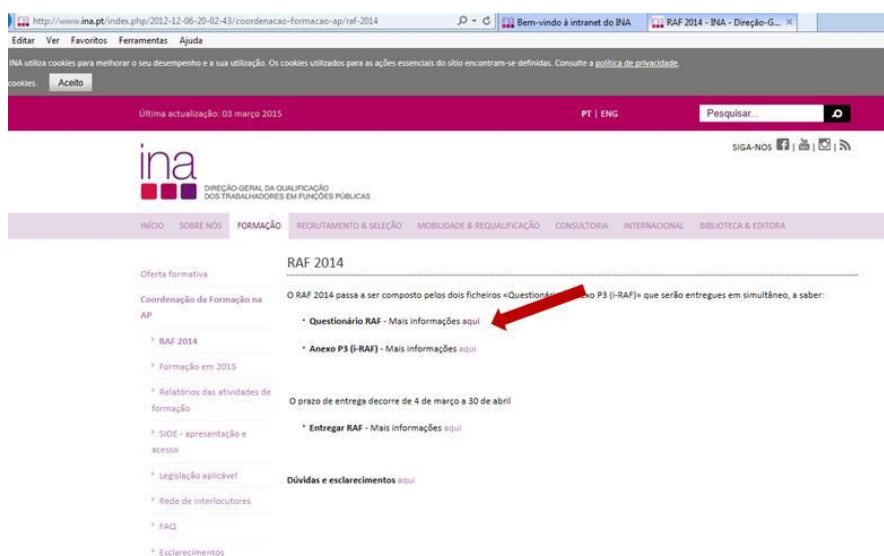 http://www.ina.pt/index.php/2012-12-06-20-02-43/coordenacao-formacao-ap/raf-2014
Bem-vindo à intranet do INA
RAF 2014 - INA - Direção-G...
Editar Ver Favoritos Ferramentas Ajuda
INA utiliza cookies para melhorar o seu desempenho e a sua utilização. Os cookies utilizados para as ações essenciais do sítio encontram-se definidas. Consulte a política de privacidade.
cookies. Aceito
Última actualização: 03 março 2015
PT | ENG
Pesquisar...
SIGA-NOS
ina
DIREÇÃO-GERAL DA QUALIFICAÇÃO
DOS TRABALHADORES EM FUNÇÕES PÚBLICAS
INÍCIO SOBRE NÓS FORMAÇÃO RECRUTAMENTO & SELEÇÃO MOBILIDADE & REQUALIFICAÇÃO CONSULTORIA INTERNACIONAL BIBLIOTECA & EDITORA
Oferta formativa
Coordenação da Formação na
AP
RAF 2014
Formação em 2015
Relatórios das atividades de
formação
SIOE - apresentação e
acesso
Legislação aplicável
Rede de interlocutores
FAQ
Esclarecimentos
RAF 2014
O RAF 2014 passa a ser composto pelos dois ficheiros «Questionário P3 (i-RAF)» que serão entregues em simultâneo, a saber:
Questionário RAF - Mais informações aqui
Anexo P3 (i-RAF) - Mais informações aqui
O prazo de entrega decorre de 4 de março a 30 de abril
Entregar RAF - Mais informações aqui
Dúvidas e esclarecimentos aqui